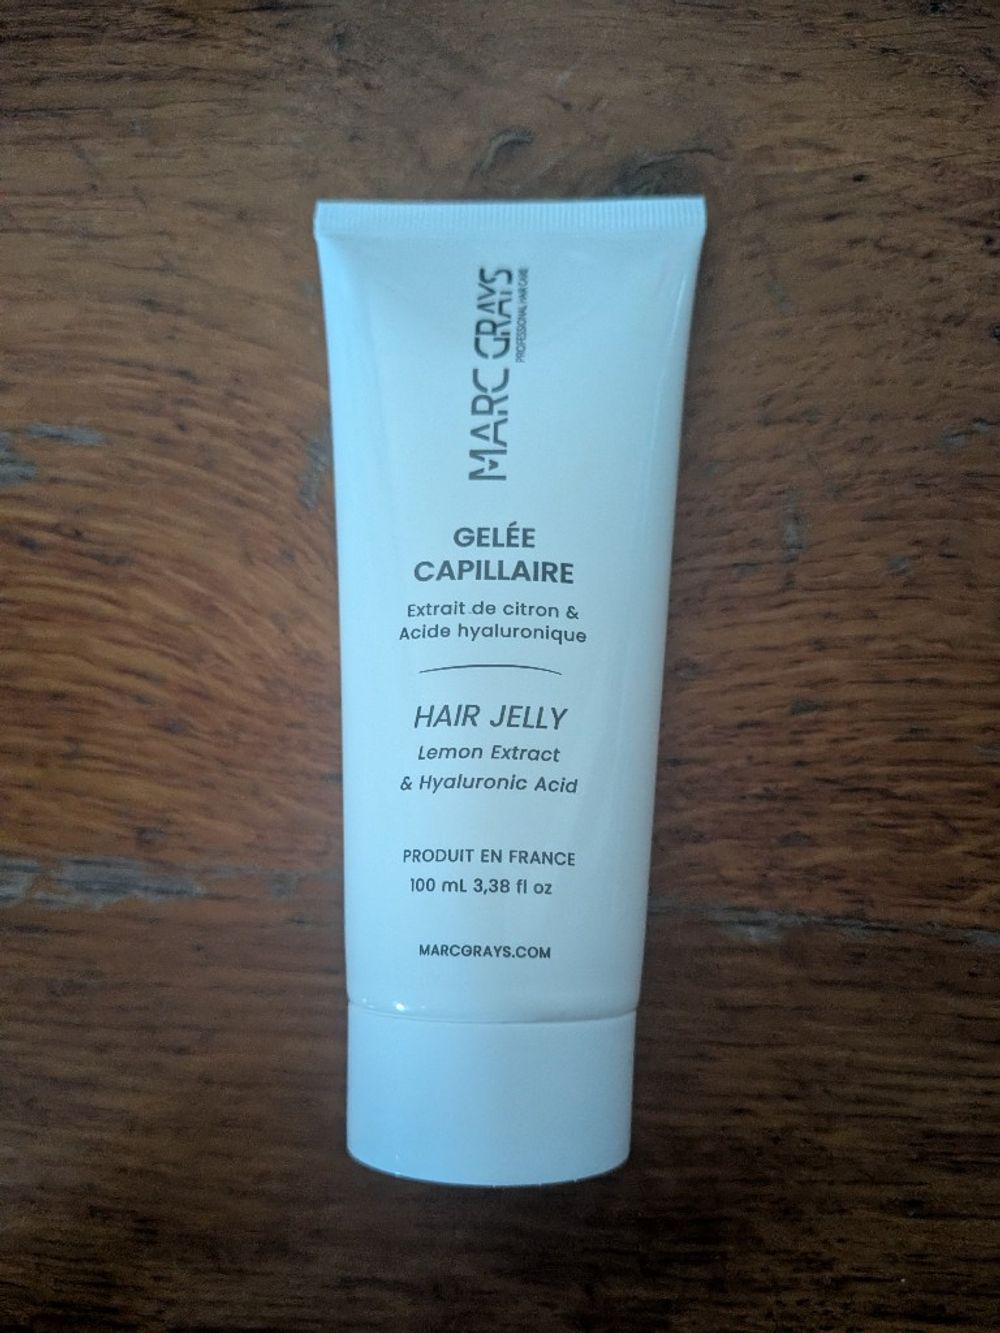 MARC GRAYS
PROFESSIONAL HAIR CARE
GELÉE
CAPILLAIRE
Extrait de citron &
Acide hyaluronique
HAIR JELLY
Lemon Extract
& Hyaluronic Acid
PRODUIT EN FRANCE
100 mL 3,38 fl oz
MARCGRAYS.COM